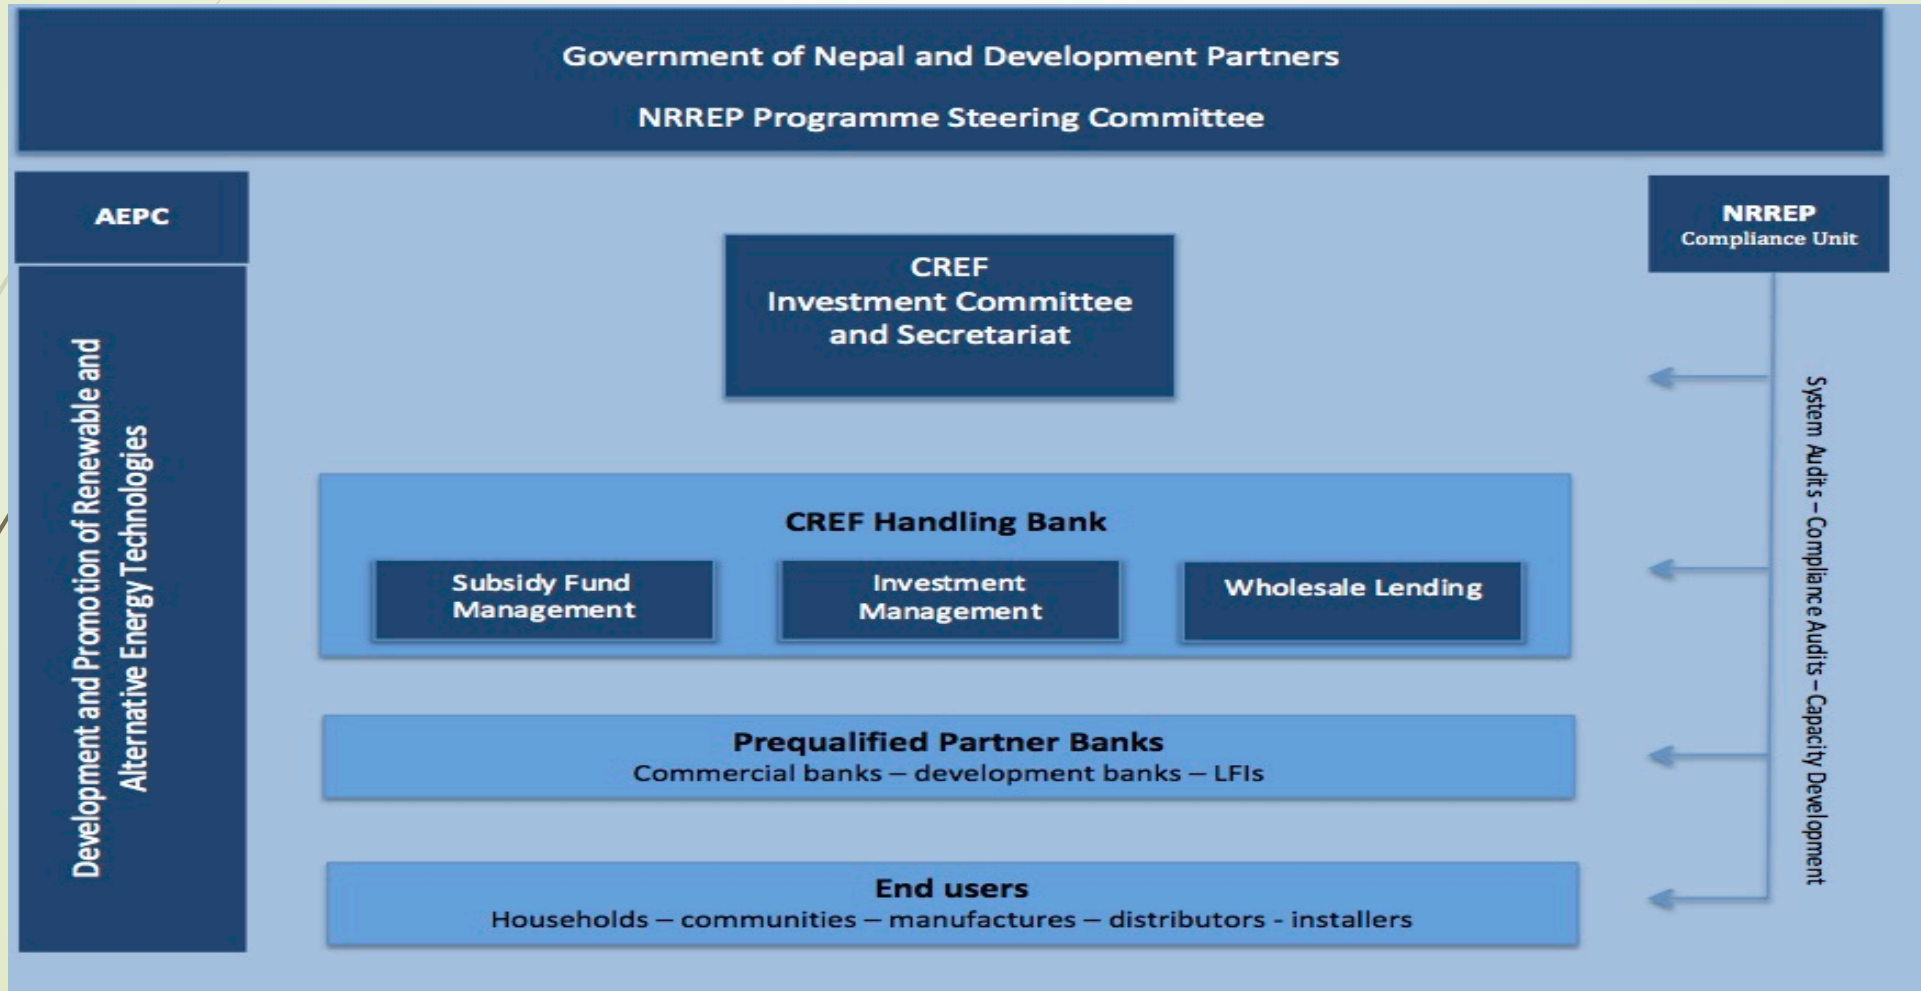 Government of Nepal and Development Partners
NRREP Programme Steering Committee
AEPC
Development and Promotion of Renewable and
Alternative Energy Technologies
CREF
Investment Committee
and Secretariat
CREF Handling Bank
Subsidy Fund
Management
Investment
Management
Wholesale Lending
Prequalified Partner Banks
Commercial banks – development banks – LFIs
End users
Households – communities – manufactures – distributors - installers
NRREP
Compliance Unit
System Audits – Compliance Audits – Capacity Development